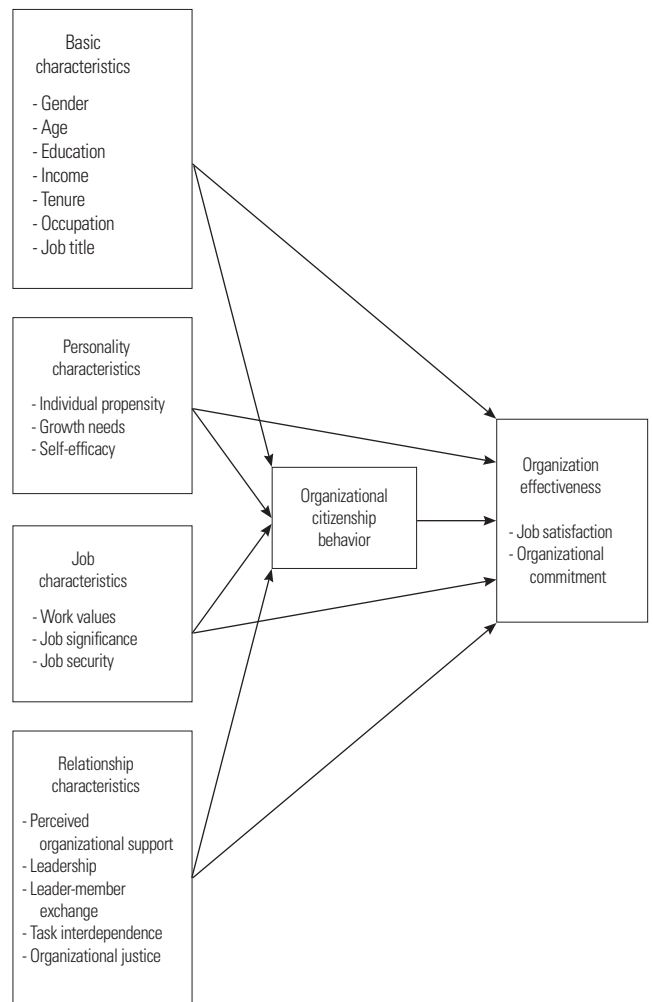 Basic
characteristics
- Gender
- Age
- Education
- Income
- Tenure
- Occupation
- Job title
Personality
characteristics
- Individual propensity
- Growth needs
- Self-efficacy
Job
characteristics
- Work values
- Job significance
- Job security
Relationship
characteristics
- Perceived
organizational support
- Leadership
- Leader-member
exchange
- Task interdependence
- Organizational justice
Organizational
citizenship
behavior
Organization
effectiveness
- Job satisfaction
- Organizational
commitment